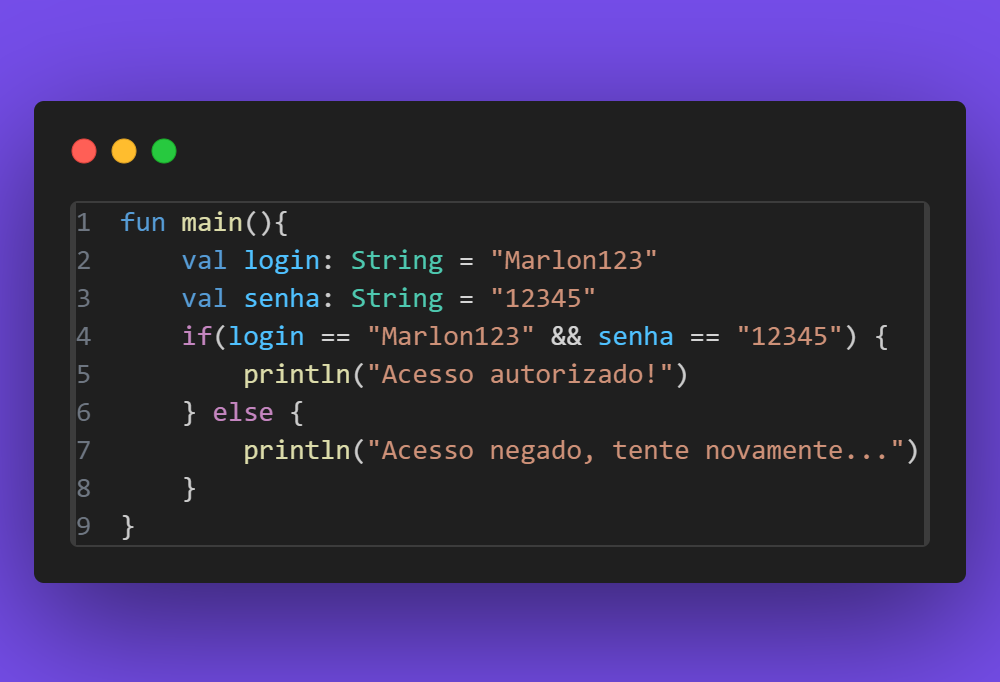 1 fun main(){
2     val login: String = "Marlon123"
3     val senha: String = "12345"
4     if(login == "Marlon123" && senha == "12345") {
5         println("Acesso autorizado!")
6     } else {
7         println("Acesso negado, tente novamente...")
8     }
9 }